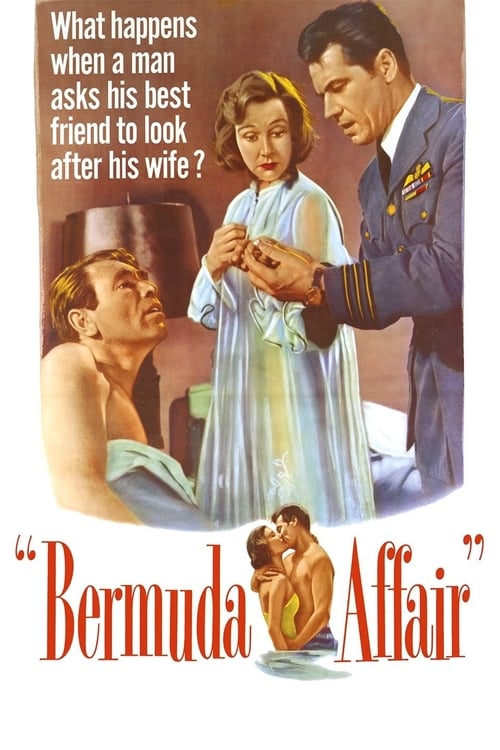 What happens
when a man
asks his best
friend to look
after his wife?
"Bermuda Affair"